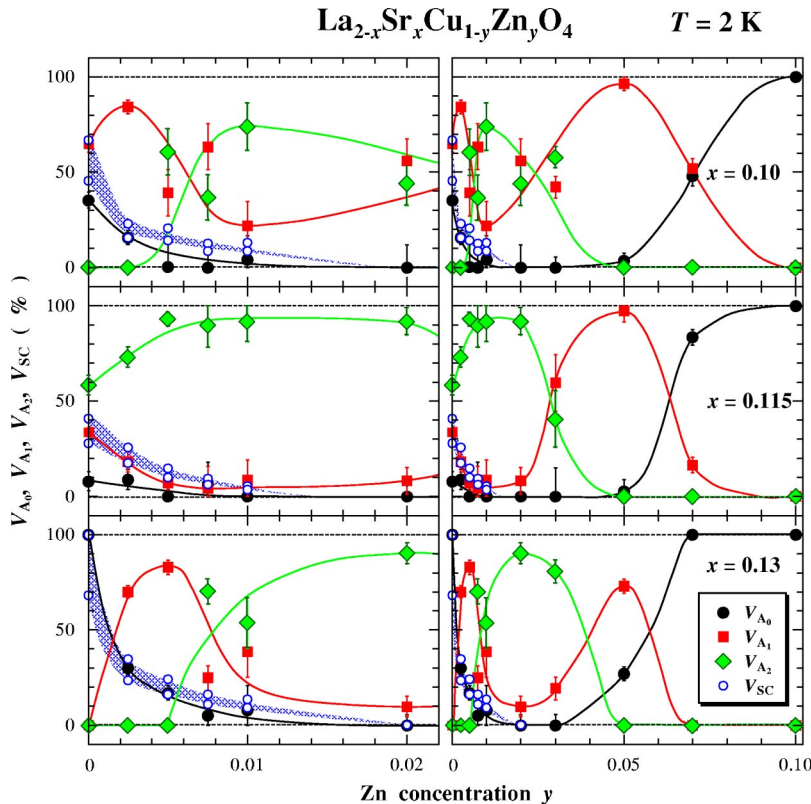 La2-xSrxCu1-yZnyO4 T = 2 K
VA0, VA1, VA2, VSC ( % )
100
50
0
x = 0.10
100
50
0
x = 0.115
100
50
0
x = 0.13
VA0
VA1
VA2
VSC
0 0.01 0.02 0 0.05 0.10
Zn concentration y